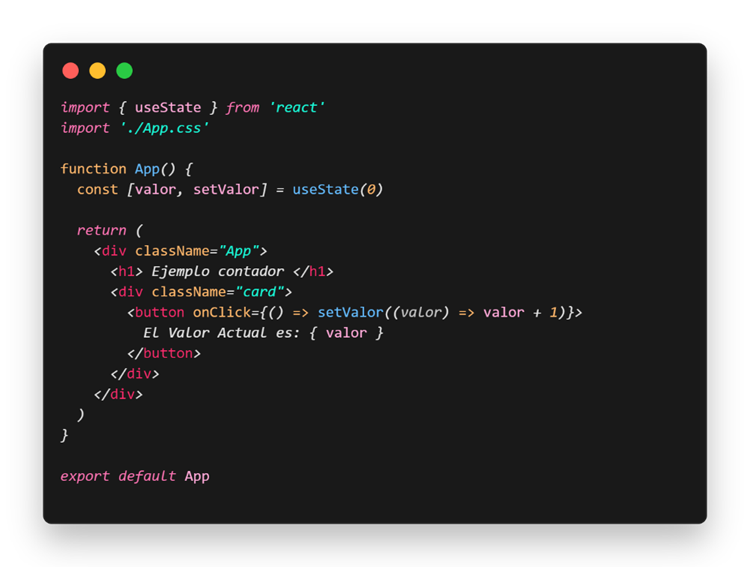 import { useState } from 'react'
import './App.css'

function App() {
  const [valor, setValor] = useState(0)

  return (
    <div className="App">
      <h1> Ejemplo contador </h1>
      <div className="card">
        <button onClick={() => setValor((valor) => valor + 1)}>
          El Valor Actual es: { valor }
        </button>
      </div>
    </div>
  )
}

export default App